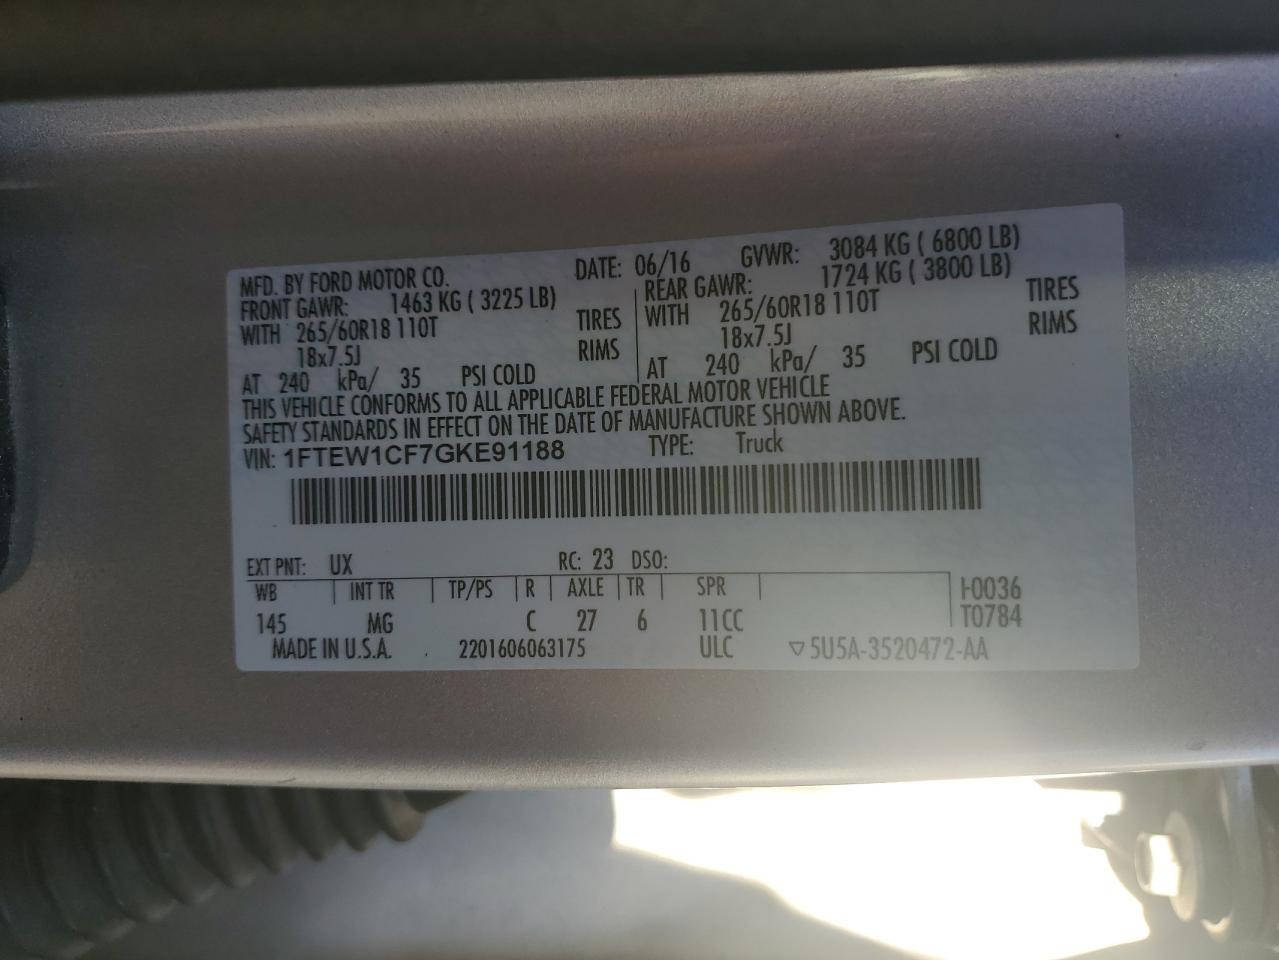 MFD. BY FORD MOTOR CO. DATE: 06/16 GVWR: 3084 KG ( 6800 LB)
FRONT GAWR: 1463 KG ( 3225 LB) REAR GAWR: 1724 KG ( 3800 LB)
WITH 265/60R18 110T TIRES WITH 265/60R18 110T TIRES
18x7.5J RIMS 18x7.5J RIMS
AT 240 kPa/ 35 PSI COLD AT 240 kPa/ 35 PSI COLD
THIS VEHICLE CONFORMS TO ALL APPLICABLE FEDERAL MOTOR VEHICLE
SAFETY STANDARDS IN EFFECT ON THE DATE OF MANUFACTURE SHOWN ABOVE.
VIN: 1FTEW1CF7GKE91188 TYPE: Truck
EXT PNT: UX RC: 23 DSO:
WB INT TR TP/PS R AXLE TR SPR I-0036
145 MG C 27 6 11CC T0784
MADE IN U.S.A. 2201606063175 ULC ▽5U5A-3520472-AA